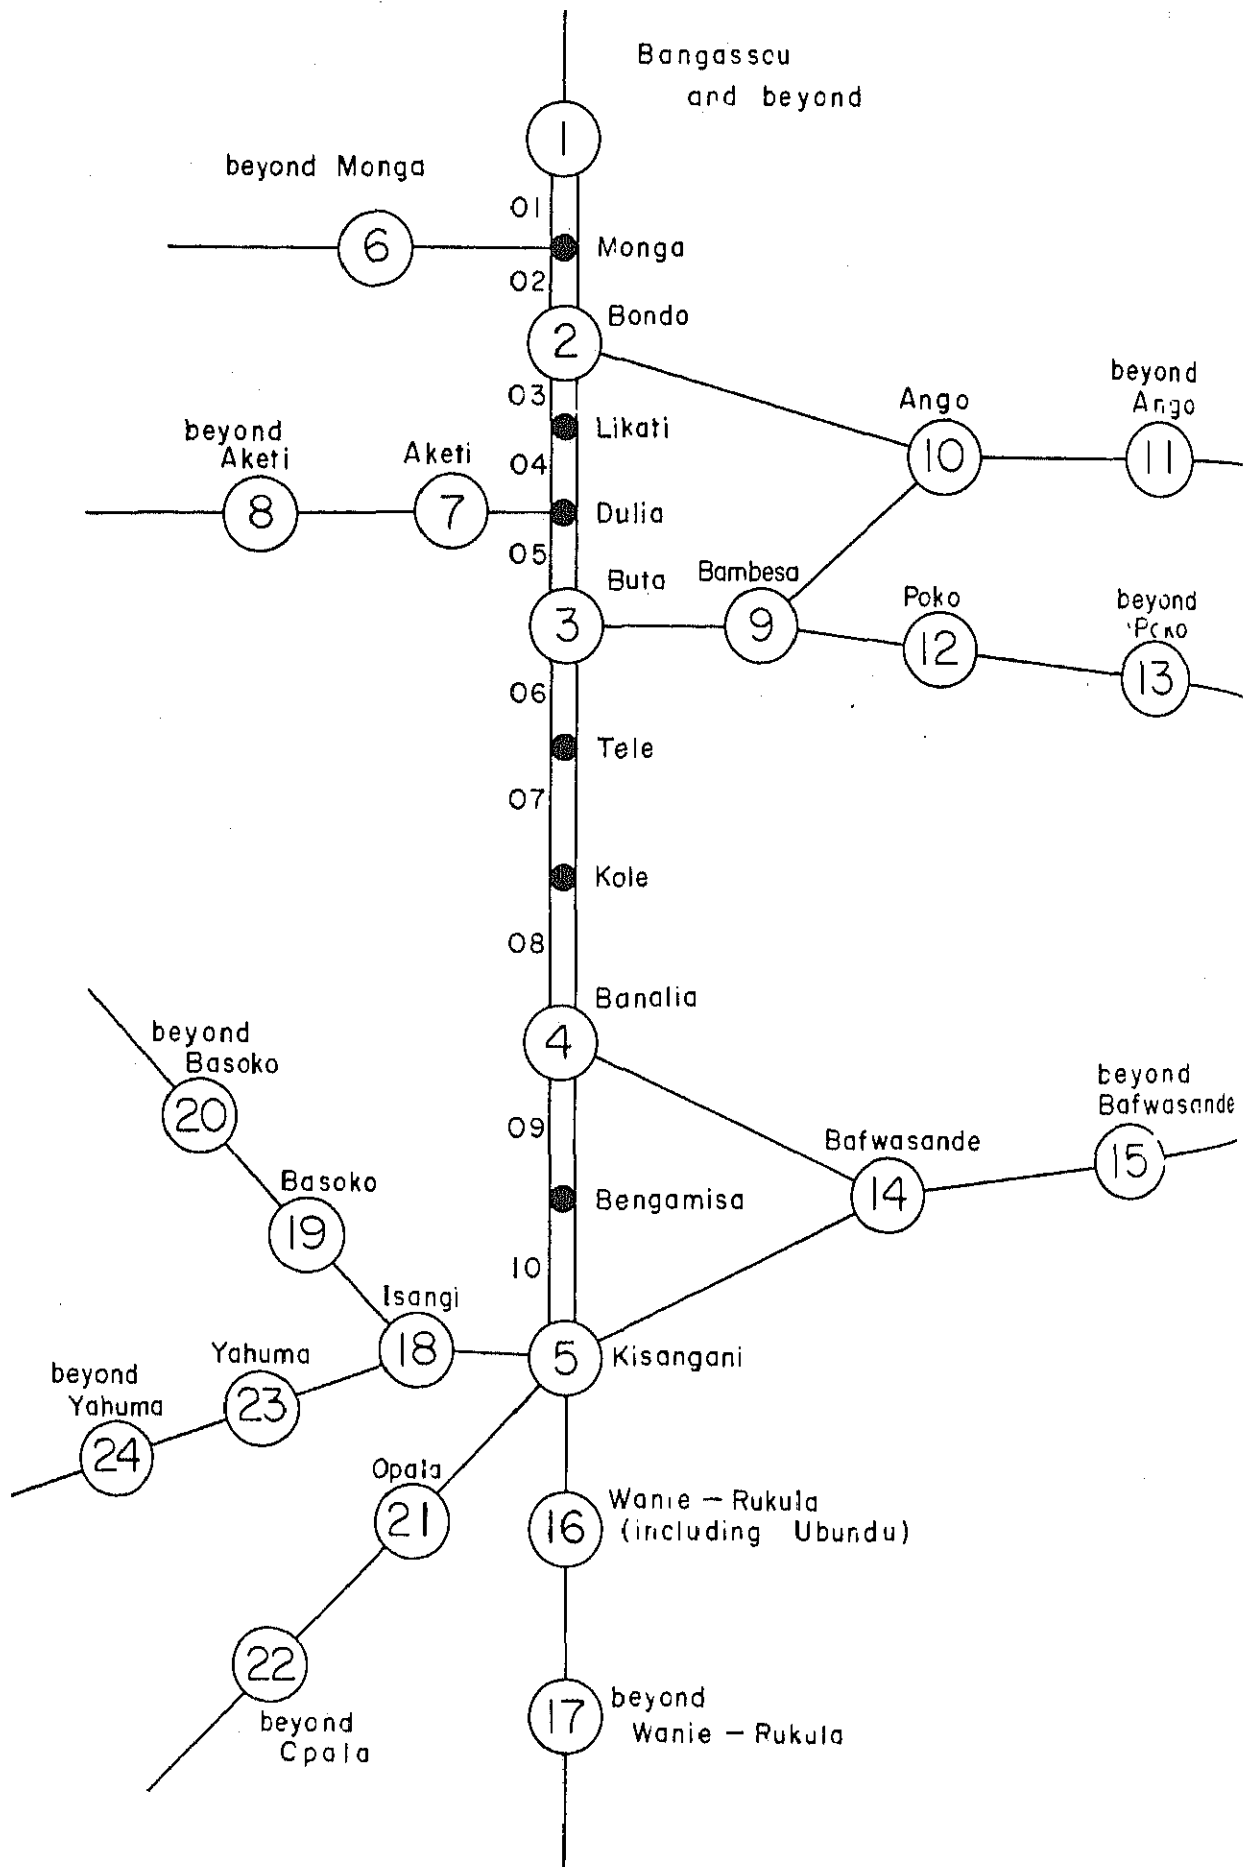 Bangassou
and beyond
1
beyond Monga
01
6
Monga
02
Bondo
2
03
beyond
Ango
Ango
Likati
10
11
beyond
Aketi
Aketi
04
8
7
Dulia
05
Buta
Bambesa
Poko
beyond
Poko
3
9
12
13
06
Tele
07
Kole
08
Banalia
4
beyond
Basoko
20
09
beyond
Bafwasande
Bafwasande
15
14
Basoko
Bengamisa
19
10
Isangi
18
5
Kisangani
Yahuma
23
beyond
Yahuma
24
Opala
21
Wanie - Rukula
(including Ubundu)
16
22
beyond
Opala
17
beyond
Wanie - Rukula